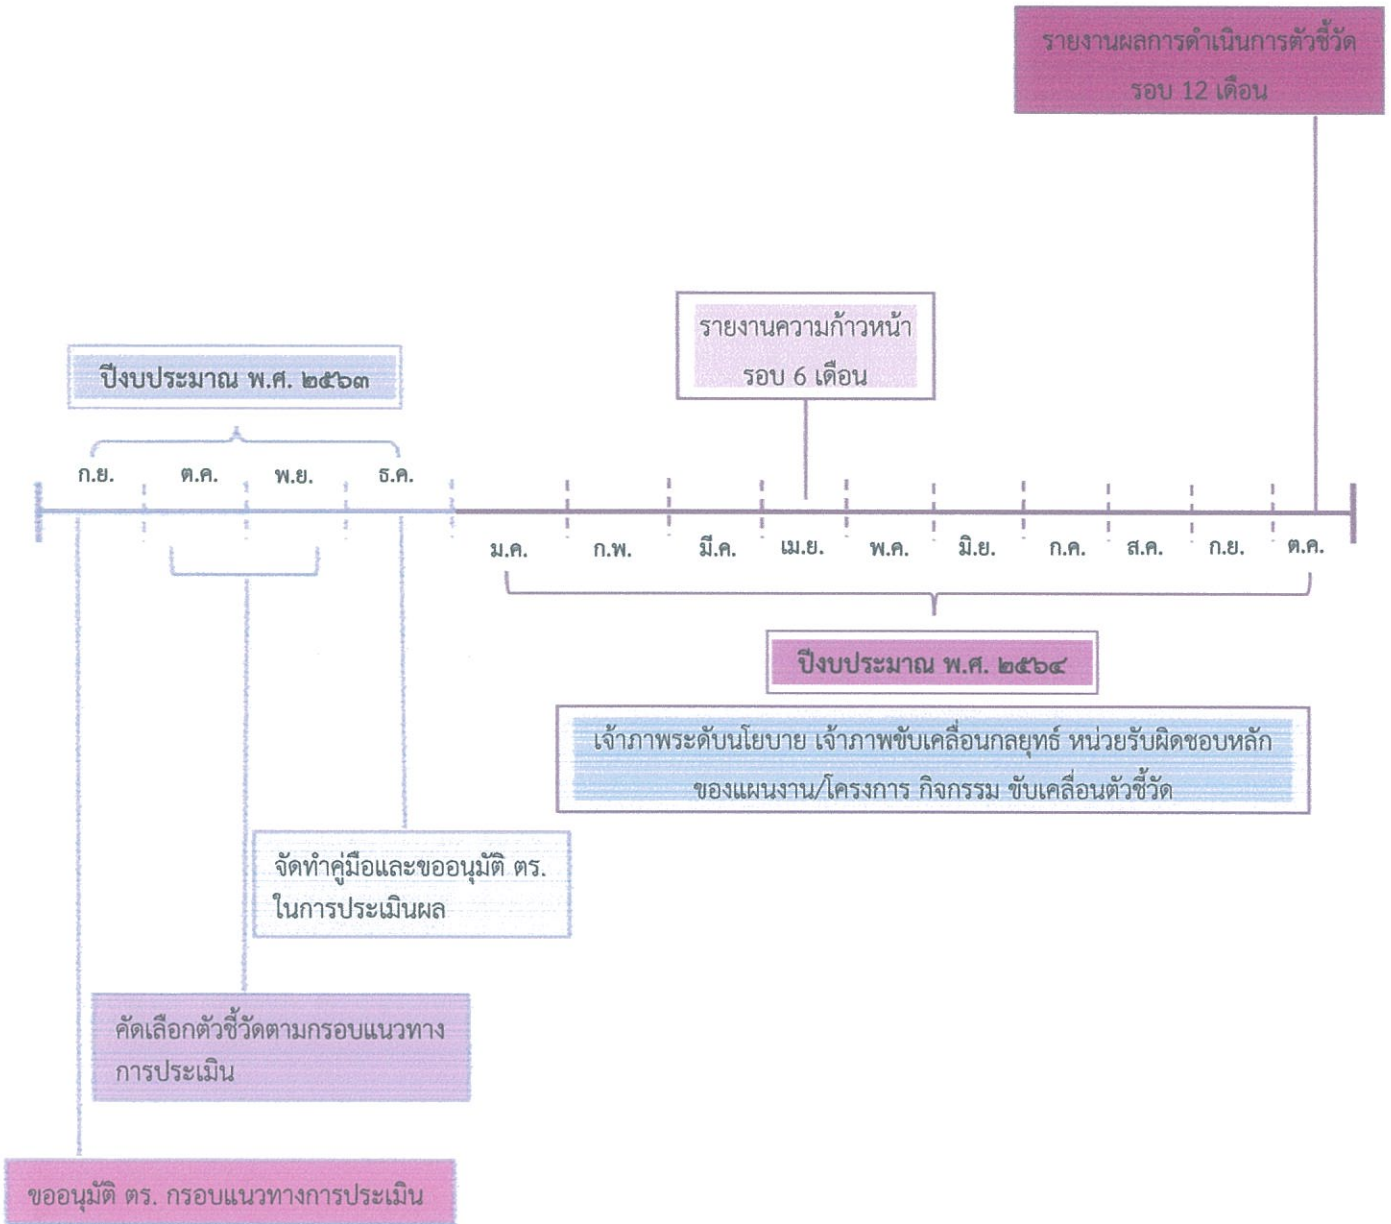 รายงานผลการดำเนินการตัวชี้วัด
รอบ 12 เดือน
รายงานความก้าวหน้า
รอบ 6 เดือน
ปีงบประมาณ พ.ศ. ๒๕๖๓
ก.ย. ต.ค. พ.ย. ธ.ค.
ม.ค. ก.พ. มี.ค. เม.ย. พ.ค. มิ.ย. ก.ค. ส.ค. ก.ย. ต.ค.
ปีงบประมาณ พ.ศ. ๒๕๖๔
เจ้าภาพระดับนโยบาย เจ้าภาพขับเคลื่อนกลยุทธ์ หน่วยรับผิดชอบหลัก
ของแผนงาน/โครงการ กิจกรรม ขับเคลื่อนตัวชี้วัด
จัดทำคู่มือและขออนุมัติ ตร.
ในการประเมินผล
คัดเลือกตัวชี้วัดตามกรอบแนวทาง
การประเมิน
ขออนุมัติ ตร. กรอบแนวทางการประเมิน